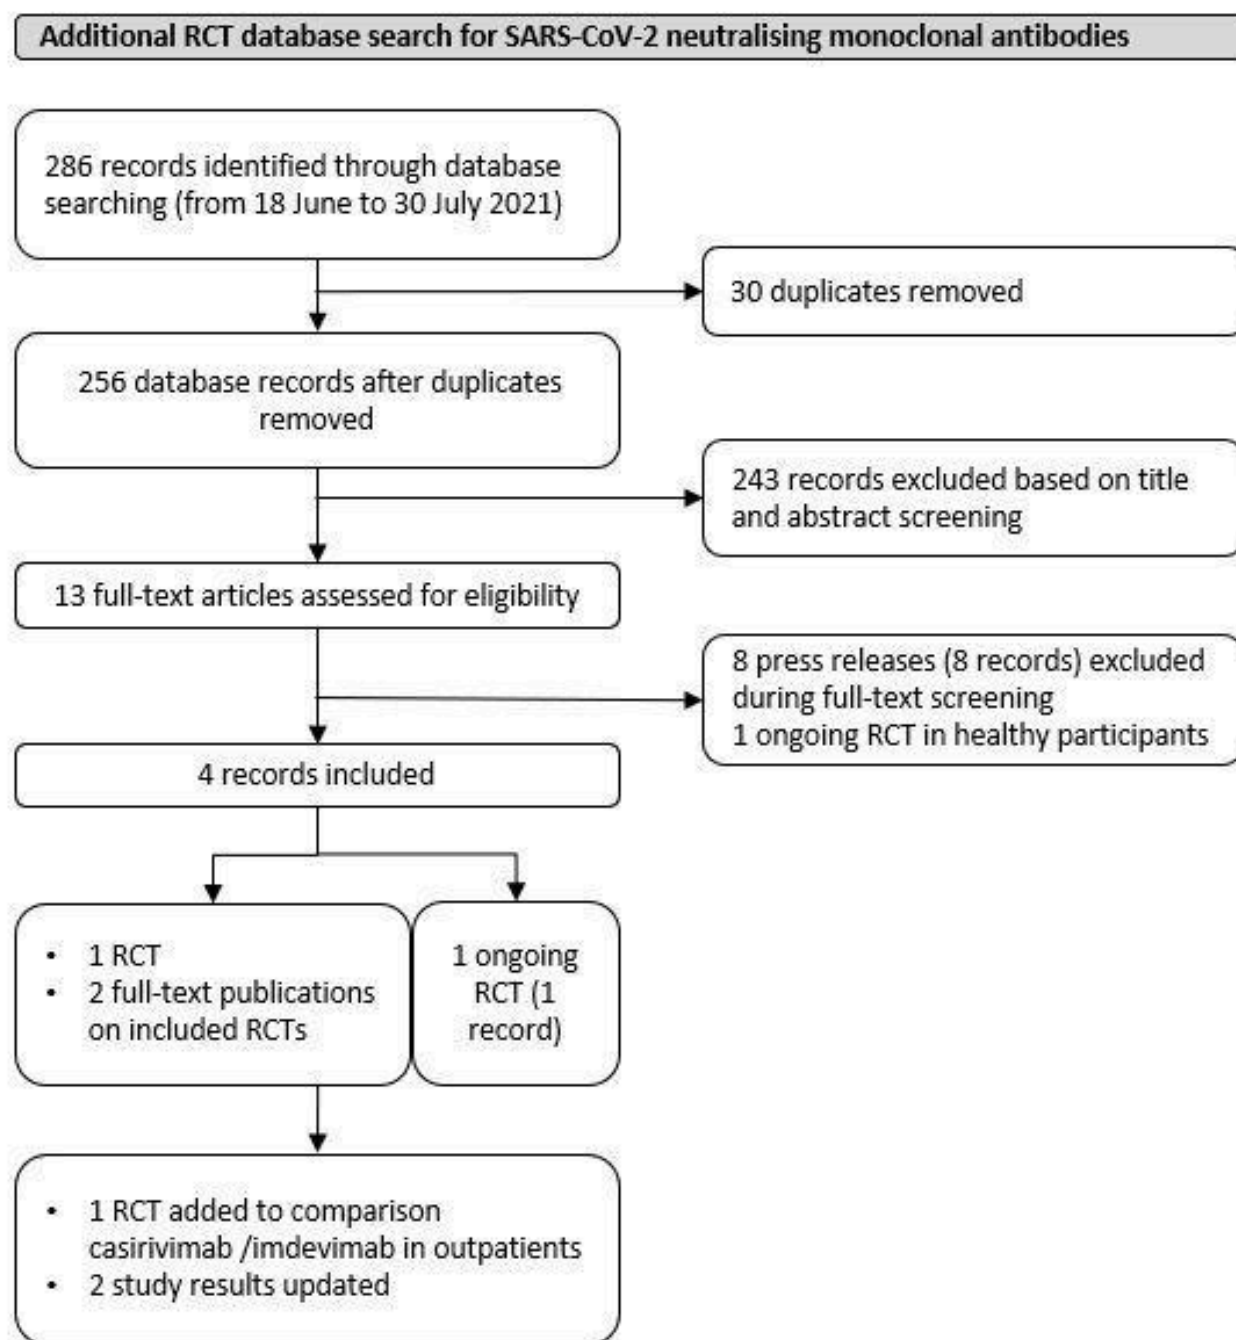 Additional RCT database search for SARS-CoV-2 neutralising monoclonal antibodies
286 records identified through database
searching (from 18 June to 30 July 2021)
30 duplicates removed
256 database records after duplicates
removed
243 records excluded based on title
and abstract screening
13 full-text articles assessed for eligibility
8 press releases (8 records) excluded
during full-text screening
1 ongoing RCT in healthy participants
4 records included
• 1 RCT
• 2 full-text publications
on included RCTs
1 ongoing
RCT (1
record)
• 1 RCT added to comparison
casirivimab /imdevimab in outpatients
• 2 study results updated